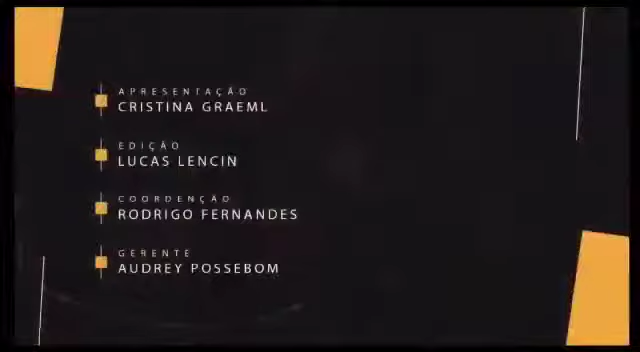 APRESENTAÇÃO
CRISTINA GRAEML
EDIÇÃO
LUCAS LENCIN
COORDENÇÃO
RODRIGO FERNANDES
GERENTE
AUDREY POSSEBOM